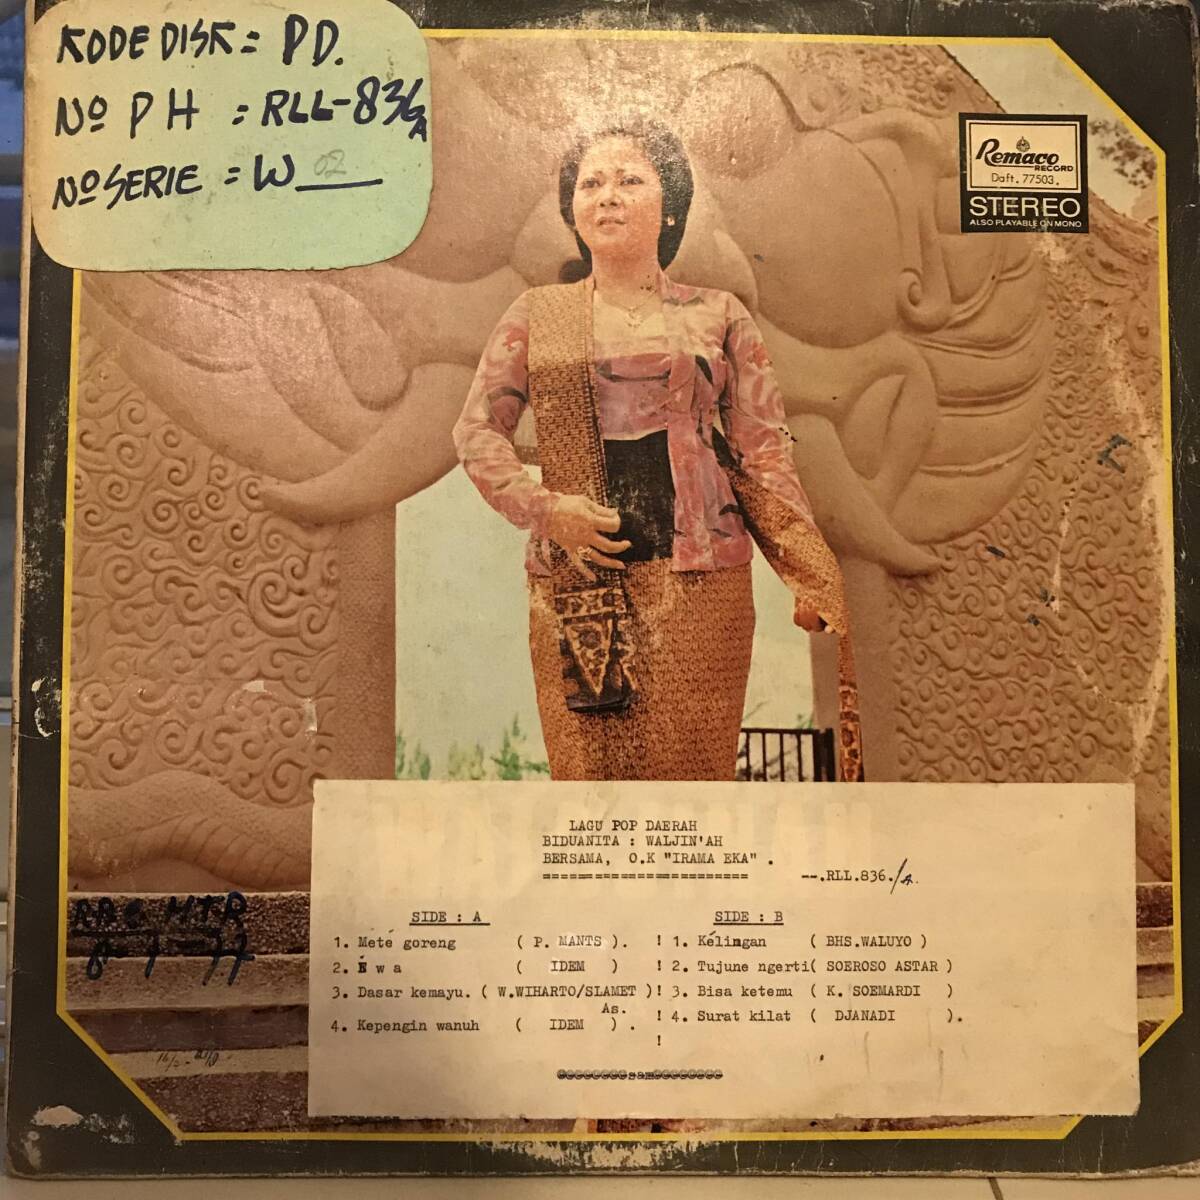 KODE DISK = PD.
No PH = RLL-836/A
No SERIE = W 02
Remaco
RECORD
Daft. 77503.
STEREO
ALSO PLAYABLE ON MONO
LAGU POP DAERAH
BIDUANITA : WALJIN'AH
BERSAMA, O.K "IRAMA EKA" .
========================
--.RLL.836./A.
SIDE : A SIDE : B
1. Meté goreng ( P. MANTS ). ! 1. Kélingan ( BHS.WALUYO )
2. É w a ( IDEM ) ! 2. Tujune ngerti( SOEROSO ASTAR )
3. Dasar kemayu. ( W.WIHARTO/SLAMET )! 3. Bisa ketemu ( K. SOEMARDI )
As.
4. Kepengin wanuh ( IDEM ) . ! 4. Surat kilat ( DJANADI ).
!